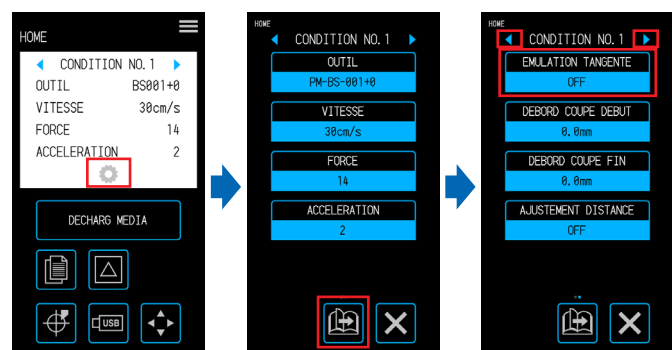 HOME
CONDITION NO.1
OUTIL BS001+0
VITESSE 30cm/s
FORCE 14
ACCELERATION 2
DECHARG MEDIA
USB
HOME
CONDITION NO.1
OUTIL
PM-BS-001+0
VITESSE
30cm/s
FORCE
14
ACCELERATION
2
HOME
CONDITION NO.1
EMULATION TANGENTE
OFF
DEBORD COUPE DEBUT
0.0mm
DEBORD COUPE FIN
0.0mm
AJUSTEMENT DISTANCE
OFF